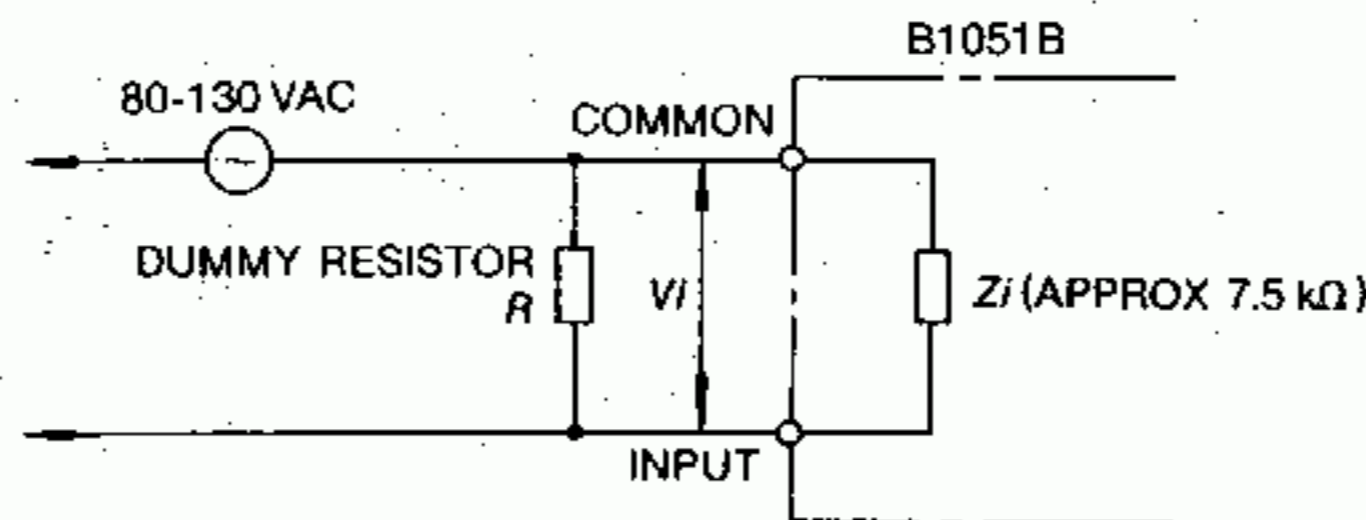 B1051B
80-130 VAC
COMMON
DUMMY RESISTOR
R
Vi
Zi (APPROX 7.5 kΩ)
INPUT